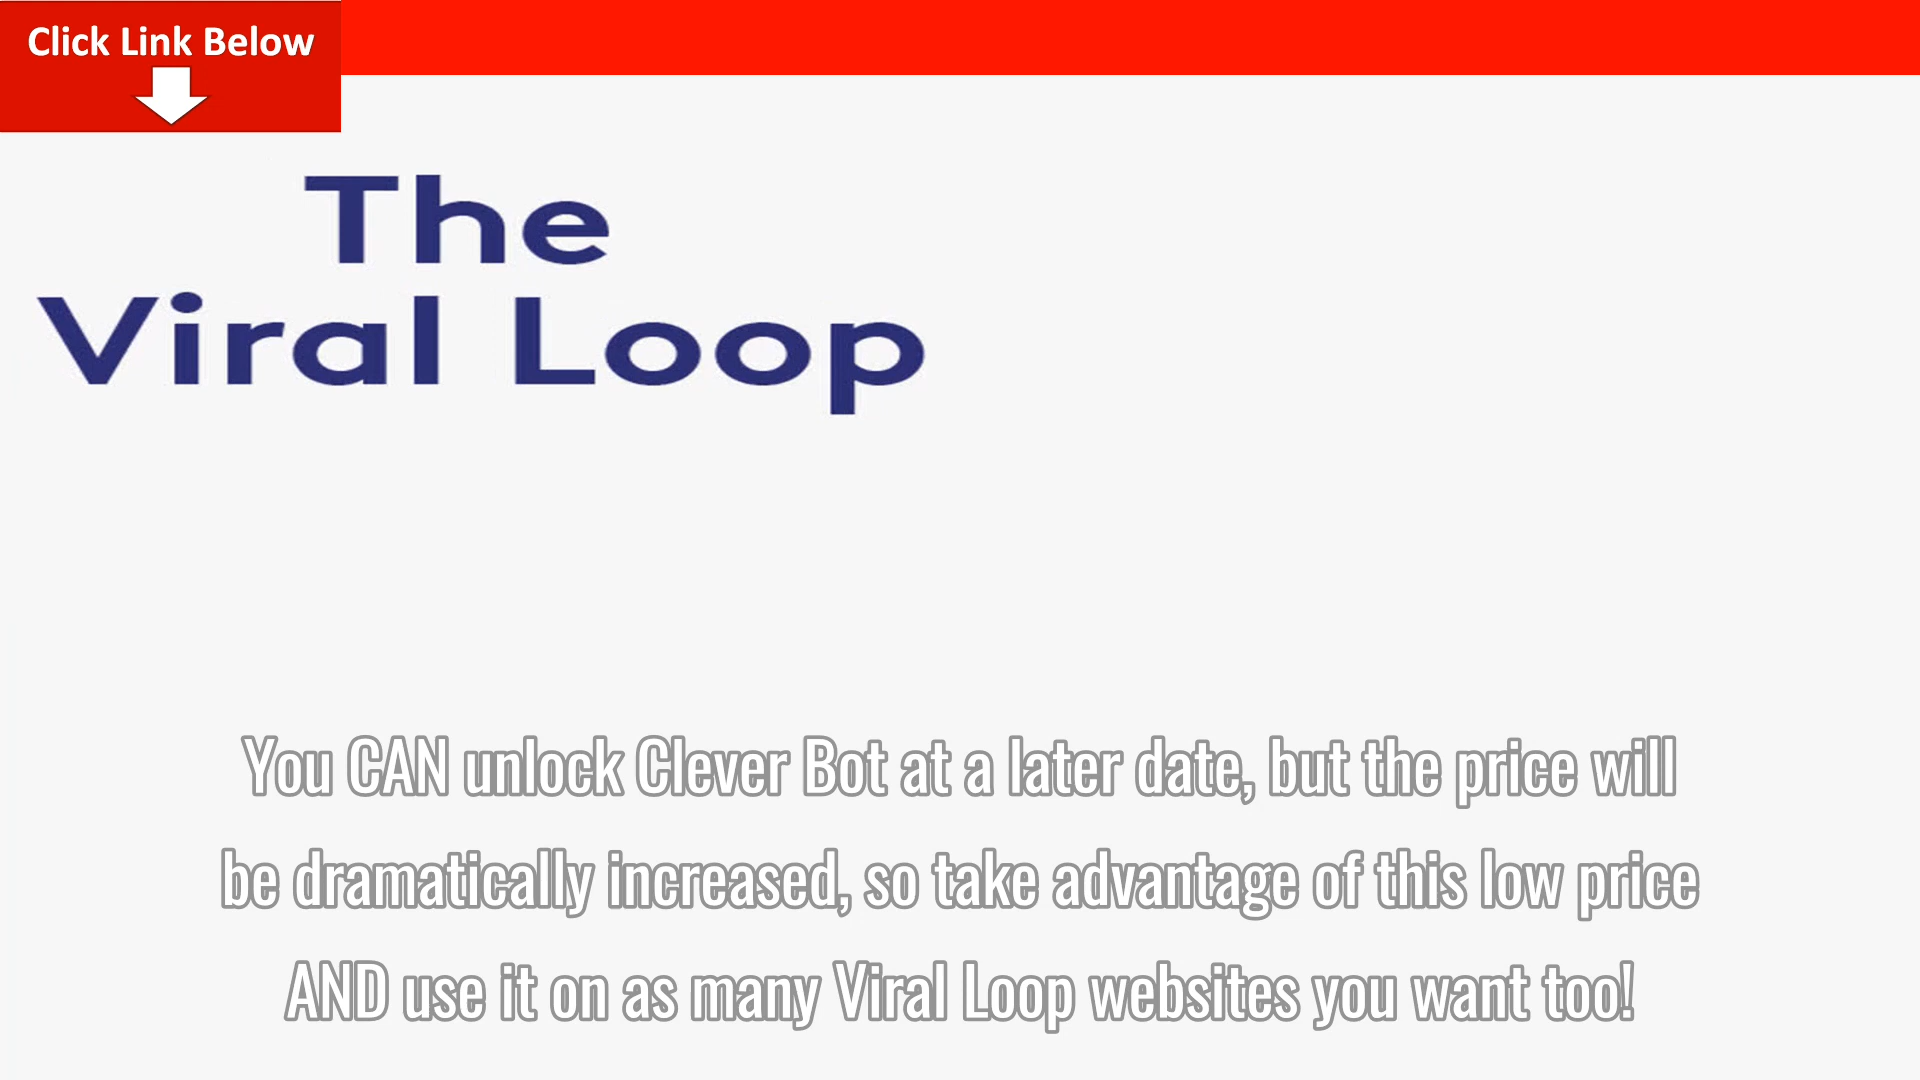 Click Link Below
The
Viral Loop
You CAN unlock Clever Bot at a later date, but the price will
be dramatically increased, so take advantage of this low price
AND use it on as many Viral Loop websites you want too!